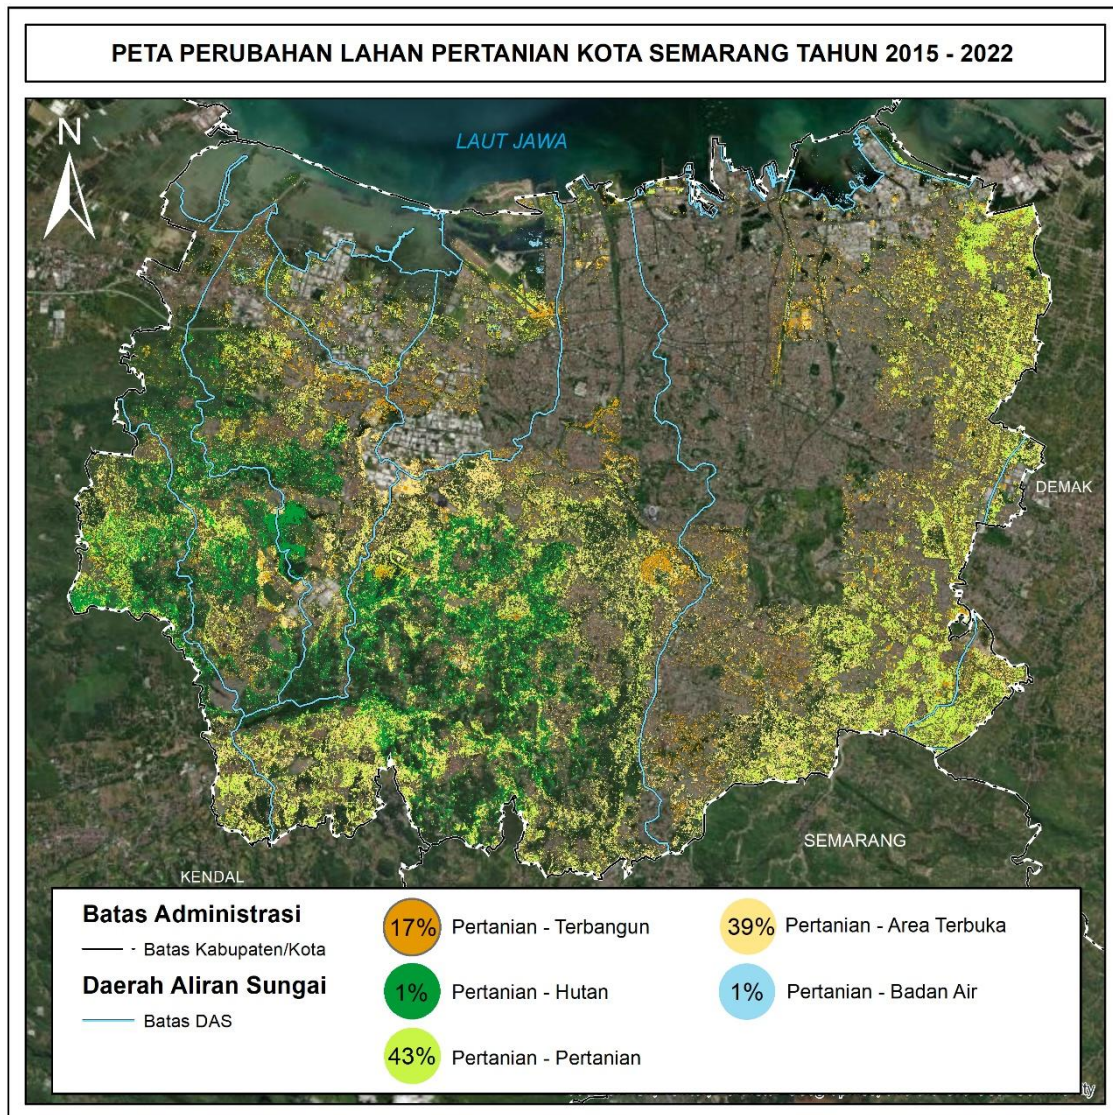 PETA PERUBAHAN LAHAN PERTANIAN KOTA SEMARANG TAHUN 2015 - 2022
N
LAUT JAWA
DEMAK
SEMARANG
KENDAL
Batas Administrasi
Batas Kabupaten/Kota
Daerah Aliran Sungai
Batas DAS
17% Pertanian - Terbangun
1% Pertanian - Hutan
43% Pertanian - Pertanian
39% Pertanian - Area Terbuka
1% Pertanian - Badan Air